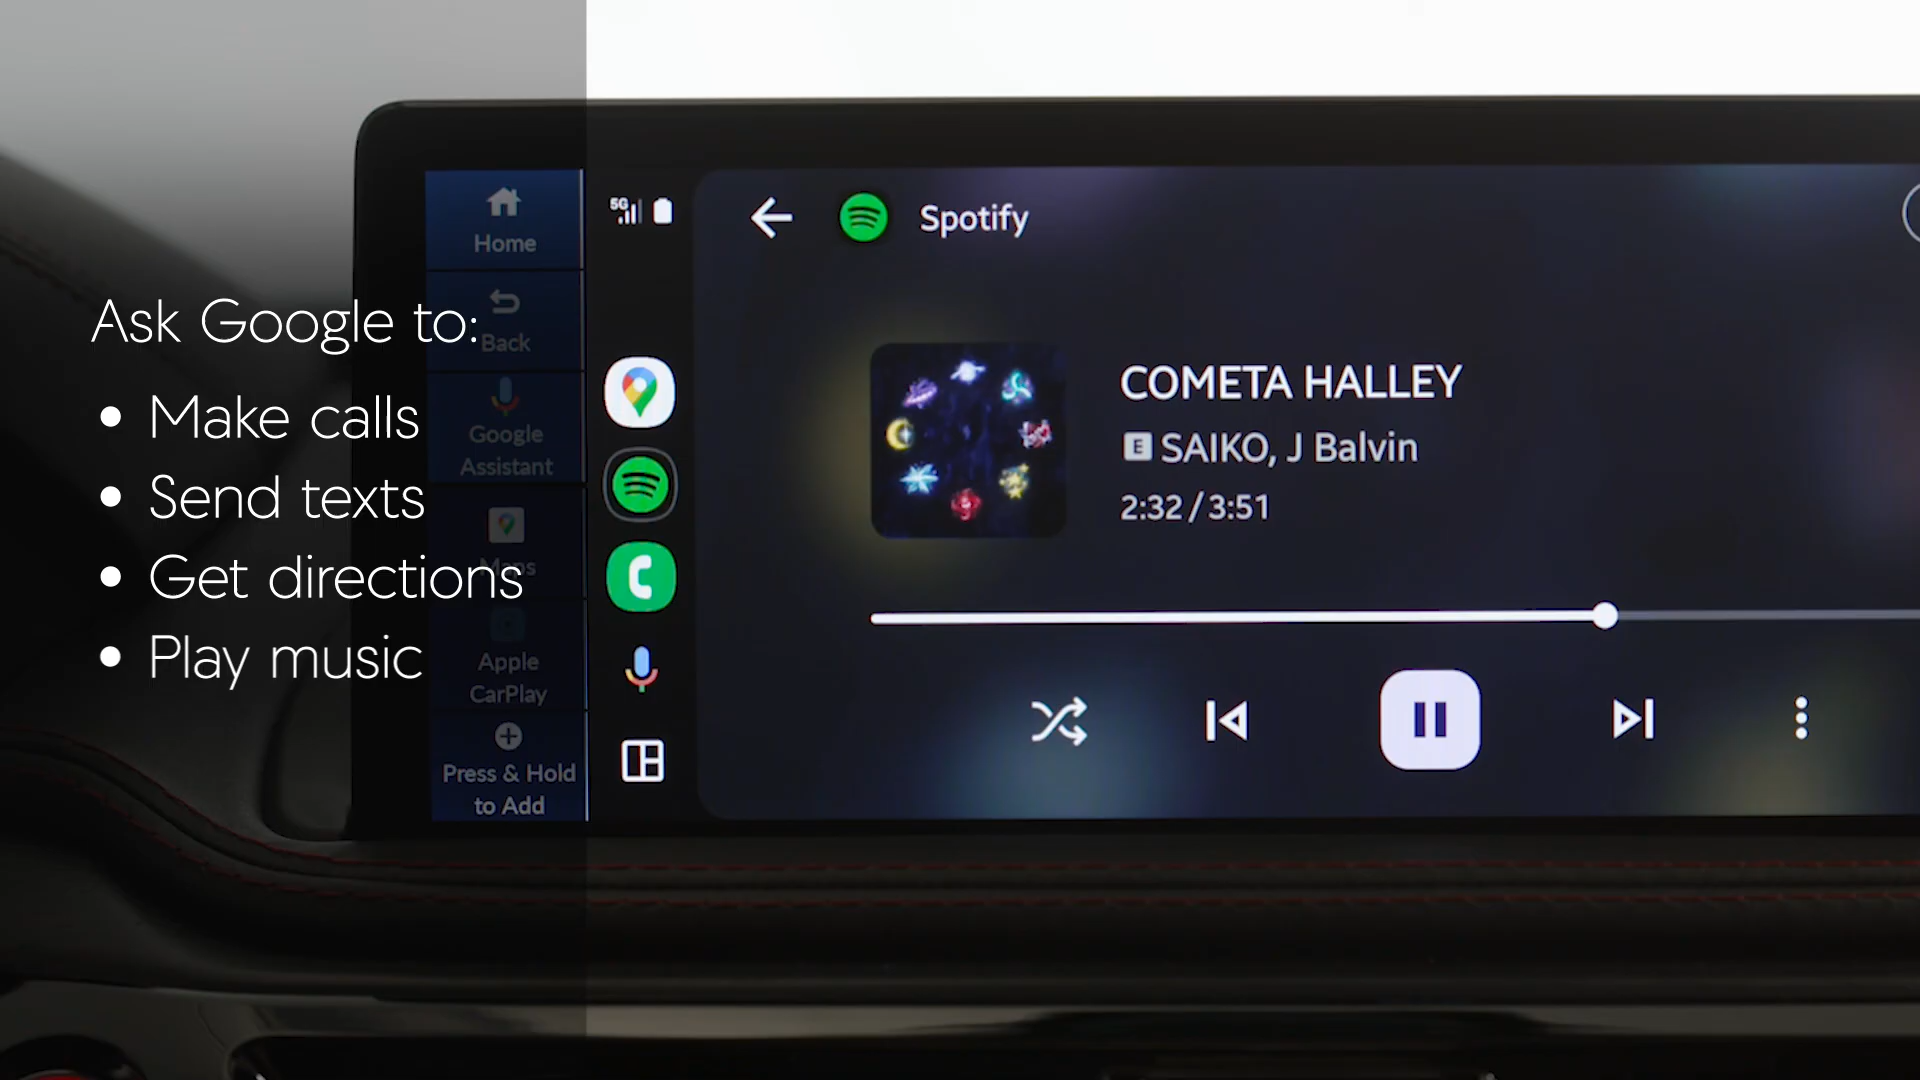 Ask Google to:
• Make calls
• Send texts
• Get directions
• Play music
Home
Back
Google
Assistant
Maps
Apple
CarPlay
Press & Hold
to Add
5G
Spotify
COMETA HALLEY
E SAIKO, J Balvin
2:32 / 3:51